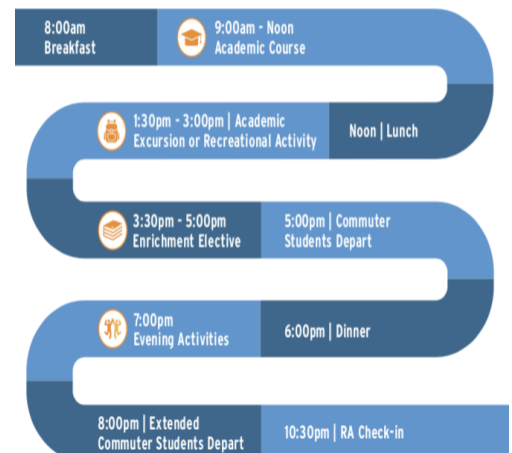 8:00am
Breakfast
9:00am - Noon
Academic Course
Noon | Lunch
1:30pm - 3:00pm | Academic
Excursion or Recreational Activity
3:30pm - 5:00pm
Enrichment Elective
5:00pm | Commuter
Students Depart
6:00pm | Dinner
7:00pm
Evening Activities
8:00pm | Extended
Commuter Students Depart
10:30pm | RA Check-in